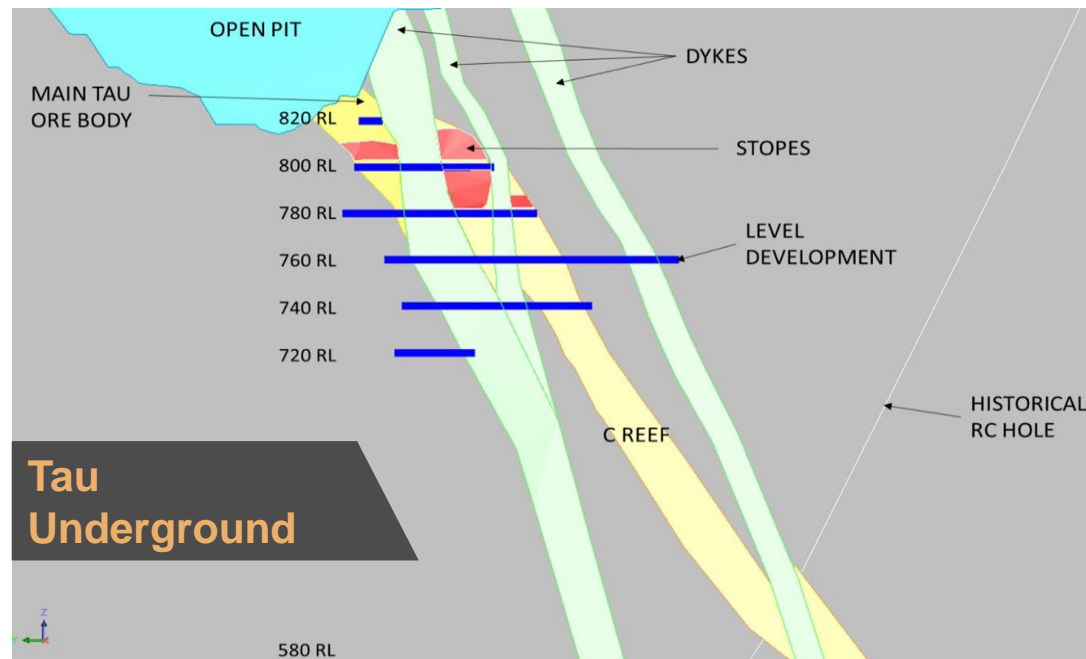 OPEN PIT
DYKES
MAIN TAU
ORE BODY
820 RL
STOPES
800 RL
780 RL
LEVEL
DEVELOPMENT
760 RL
740 RL
720 RL
HISTORICAL
RC HOLE
C REEF
Tau
Underground
Z
Y
X
580 RL